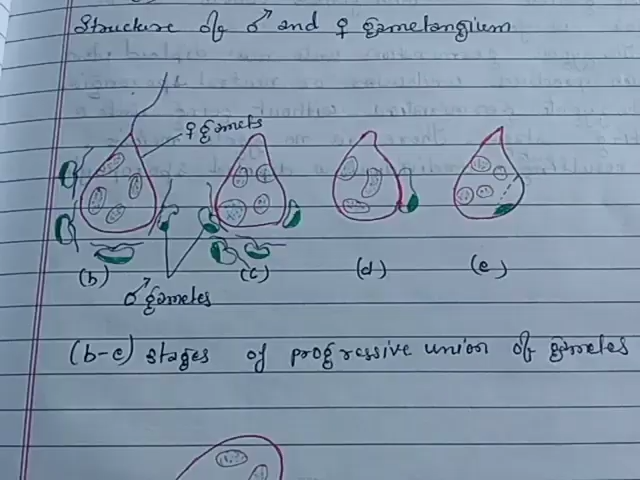 Structure of ♂ and ♀ gametangium
♀ gamets
(b)
(c)
(d)
(e)
♂ gametes
(b-e) stages of progressive union of gametes